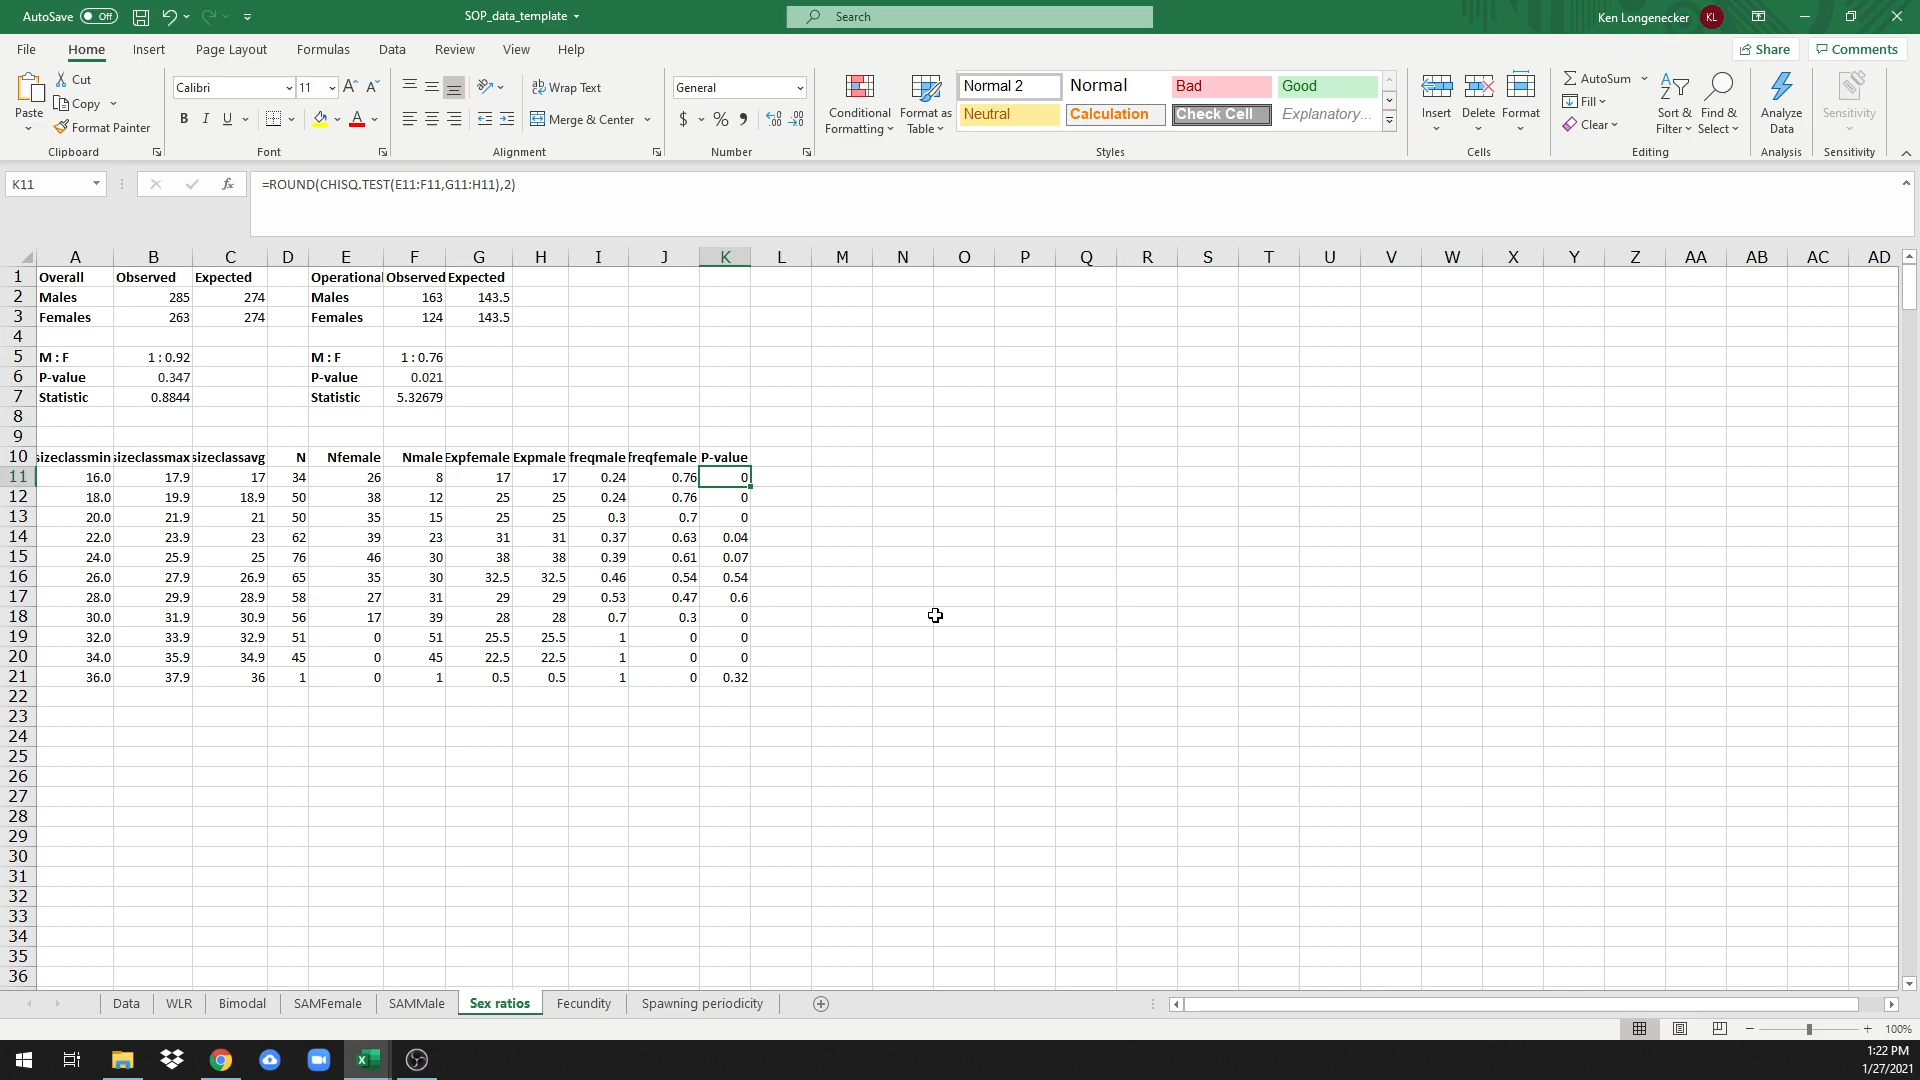 AutoSave Off SOP_data_template Search Ken Longenecker KL
File Home Insert Page Layout Formulas Data Review View Help Share Comments
Paste Cut Copy Format Painter Clipboard
Calibri 11 B I U A Font
Wrap Text Merge & Center Alignment
General $ % Number
Conditional Formatting Format as Table Normal 2 Normal Bad Good
Neutral Calculation Check Cell Explanatory... Styles
Insert Delete Format Cells
AutoSum Fill Clear Sort & Filter Find & Select Editing
Analyze Data Analysis Sensitivity Sensitivity
K11 fx =ROUND(CHISQ.TEST(E11:F11,G11:H11),2)
A B C D E F G H I J K L M N O P Q R S T U V W X Y Z AA AB AC AD
1 Overall Observed Expected Operational Observed Expected
2 Males 285 274 Males 163 143.5
3 Females 263 274 Females 124 143.5
4
5 M : F 1 : 0.92 M : F 1 : 0.76
6 P-value 0.347 P-value 0.021
7 Statistic 0.8844 Statistic 5.32679
8
9
10 sizeclassmin sizeclassmax sizeclassavg N Nfemale Nmale Expfemale Expmale freqmale freqfemale P-value
11 16.0 17.9 17 34 26 8 17 17 0.24 0.76 0
12 18.0 19.9 18.9 50 38 12 25 25 0.24 0.76 0
13 20.0 21.9 21 50 35 15 25 25 0.3 0.7 0
14 22.0 23.9 23 62 39 23 31 31 0.37 0.63 0.04
15 24.0 25.9 25 76 46 30 38 38 0.39 0.61 0.07
16 26.0 27.9 26.9 65 35 30 32.5 32.5 0.46 0.54 0.54
17 28.0 29.9 28.9 58 27 31 29 29 0.53 0.47 0.6
18 30.0 31.9 30.9 56 17 39 28 28 0.7 0.3 0
19 32.0 33.9 32.9 51 0 51 25.5 25.5 1 0 0
20 34.0 35.9 34.9 45 0 45 22.5 22.5 1 0 0
21 36.0 37.9 36 1 0 1 0.5 0.5 1 0 0.32
22
23
24
25
26
27
28
29
30
31
32
33
34
35
36
Data WLR Bimodal SAMFemale SAMMale Sex ratios Fecundity Spawning periodicity
100%
1:22 PM
1/27/2021